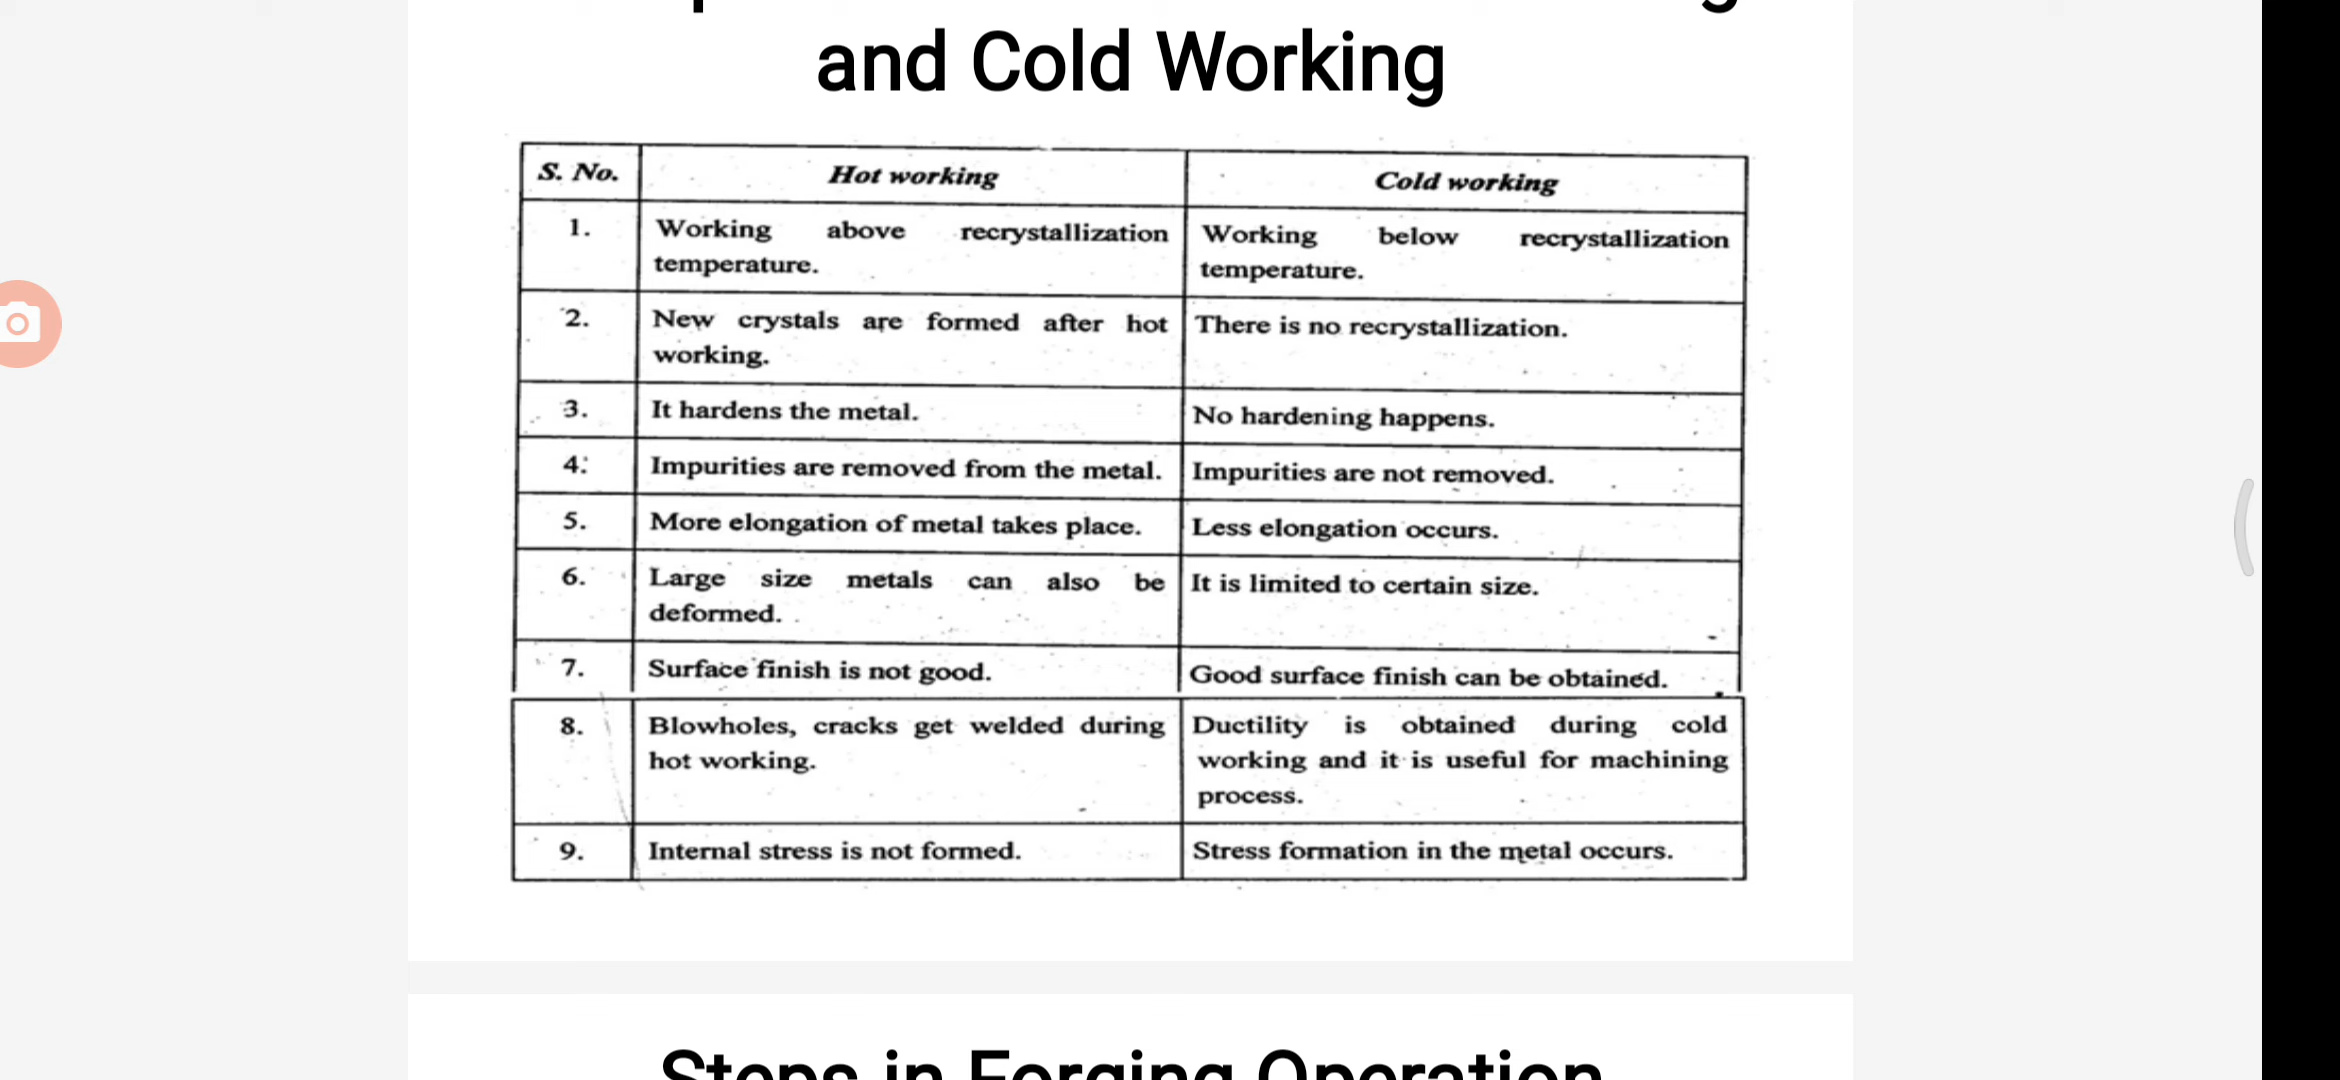 and Cold Working
S. No. Hot working Cold working
1. Working above recrystallization temperature. Working below recrystallization temperature.
2. New crystals are formed after hot working. There is no recrystallization.
3. It hardens the metal. No hardening happens.
4. Impurities are removed from the metal. Impurities are not removed.
5. More elongation of metal takes place. Less elongation occurs.
6. Large size metals can also be deformed. It is limited to certain size.
7. Surface finish is not good. Good surface finish can be obtained.
8. Blowholes, cracks get welded during hot working. Ductility is obtained during cold working and it is useful for machining process.
9. Internal stress is not formed. Stress formation in the metal occurs.
Steps in Forging Operation